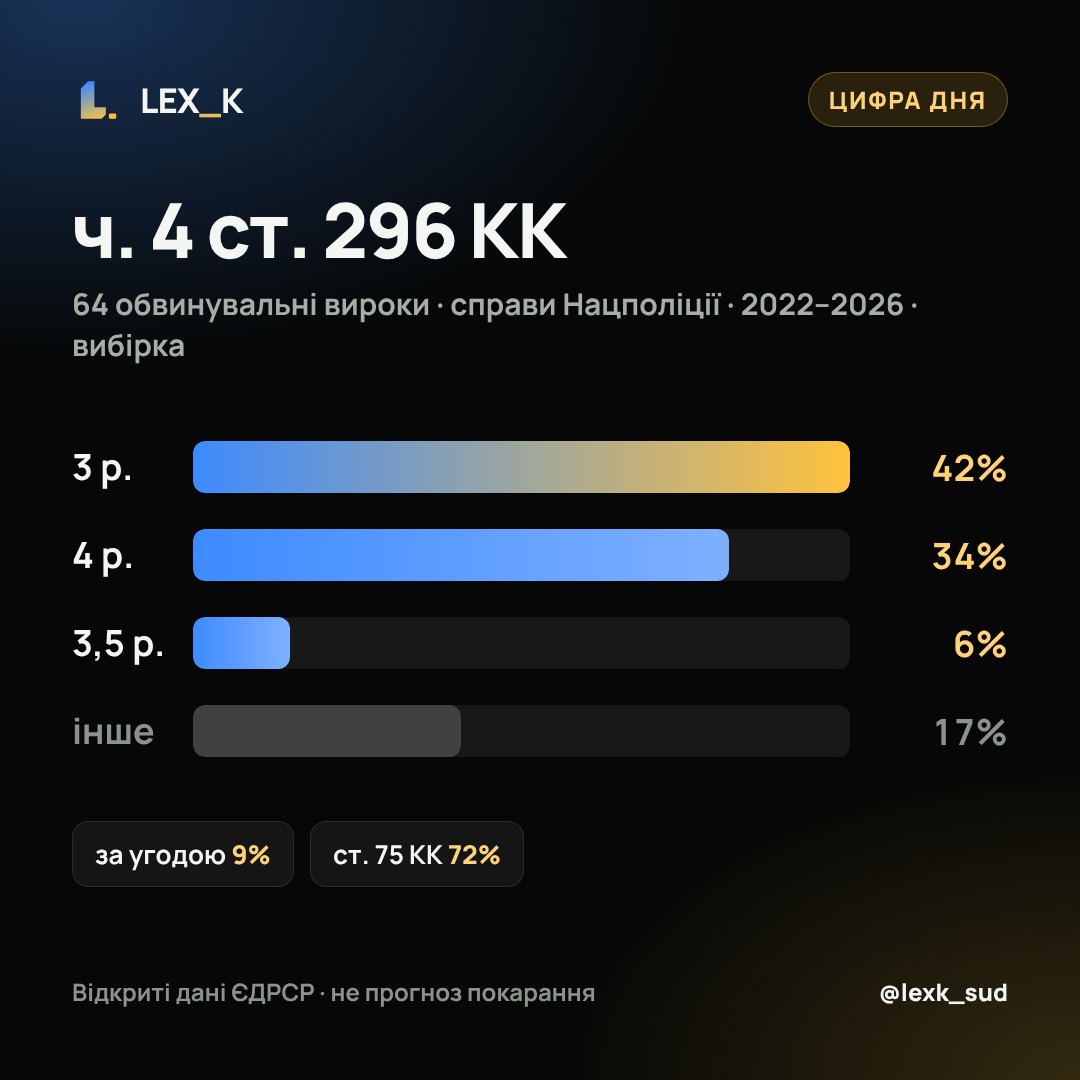 LEX_K
ЦИФРА ДНЯ
ч. 4 ст. 296 КК
64 обвинувальні вироки · справи Нацполіції · 2022–2026 ·
вибірка
3 р. 42%
4 р. 34%
3,5 р. 6%
інше 17%
за угодою 9%
ст. 75 КК 72%
Відкриті дані ЄДРСР · не прогноз покарання
@lexk_sud